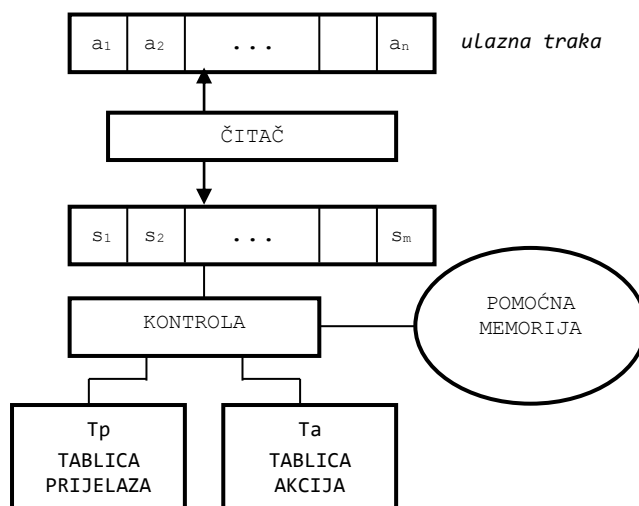 a₁ a₂ ... aₙ ulazna traka
ČITAČ
s₁ s₂ ... sₘ
KONTROLA
POMOĆNA
MEMORIJA
Tp
TABLICA
PRIJELAZA
Ta
TABLICA
AKCIJA